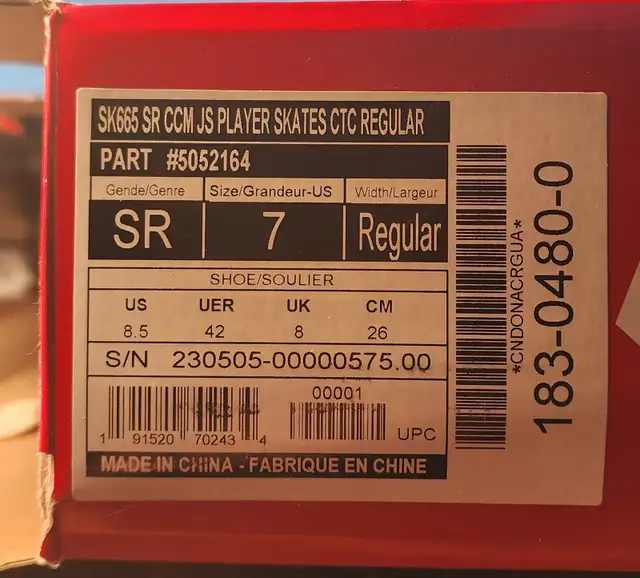 SK665 SR CCM JS PLAYER SKATES CTC REGULAR
PART #5052164
Gende/Genre Size/Grandeur-US Width/Largeur
SR 7 Regular
SHOE/SOULIER
US UER UK CM
8.5 42 8 26
S/N 230505-00000575.00
00001
1 91520 70243 4 UPC
MADE IN CHINA - FABRIQUE EN CHINE
*CNDONACRGUA*
183-0480-0